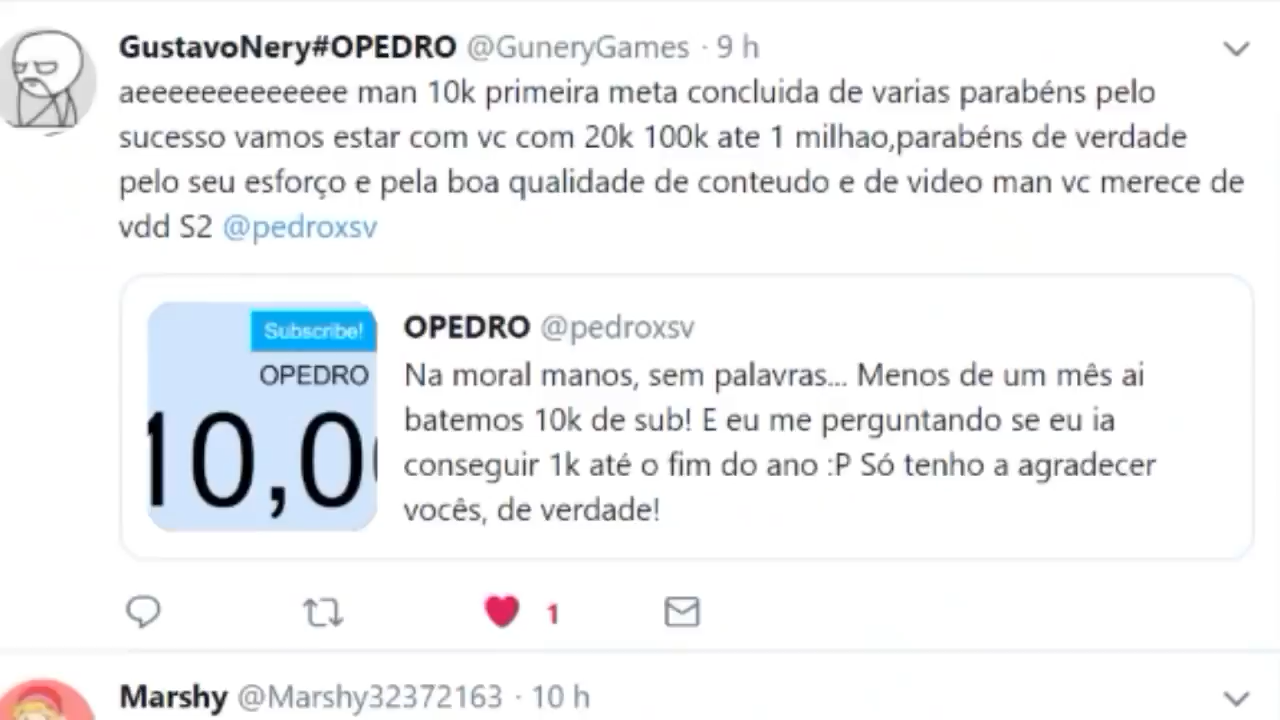 GustavoNery#OPEDRO @GuneryGames · 9 h
aeeeeeeeeeeeee man 10k primeira meta concluida de varias parabéns pelo
sucesso vamos estar com vc com 20k 100k ate 1 milhao,parabéns de verdade
pelo seu esforço e pela boa qualidade de conteudo e de video man vc merece de
vdd S2 @pedroxsv
Subscribe!
OPEDRO
10,0
OPEDRO @pedroxsv
Na moral manos, sem palavras... Menos de um mês ai
batemos 10k de sub! E eu me perguntando se eu ia
conseguir 1k até o fim do ano :P Só tenho a agradecer
vocês, de verdade!
1
Marshy @Marshy32372163 · 10 h